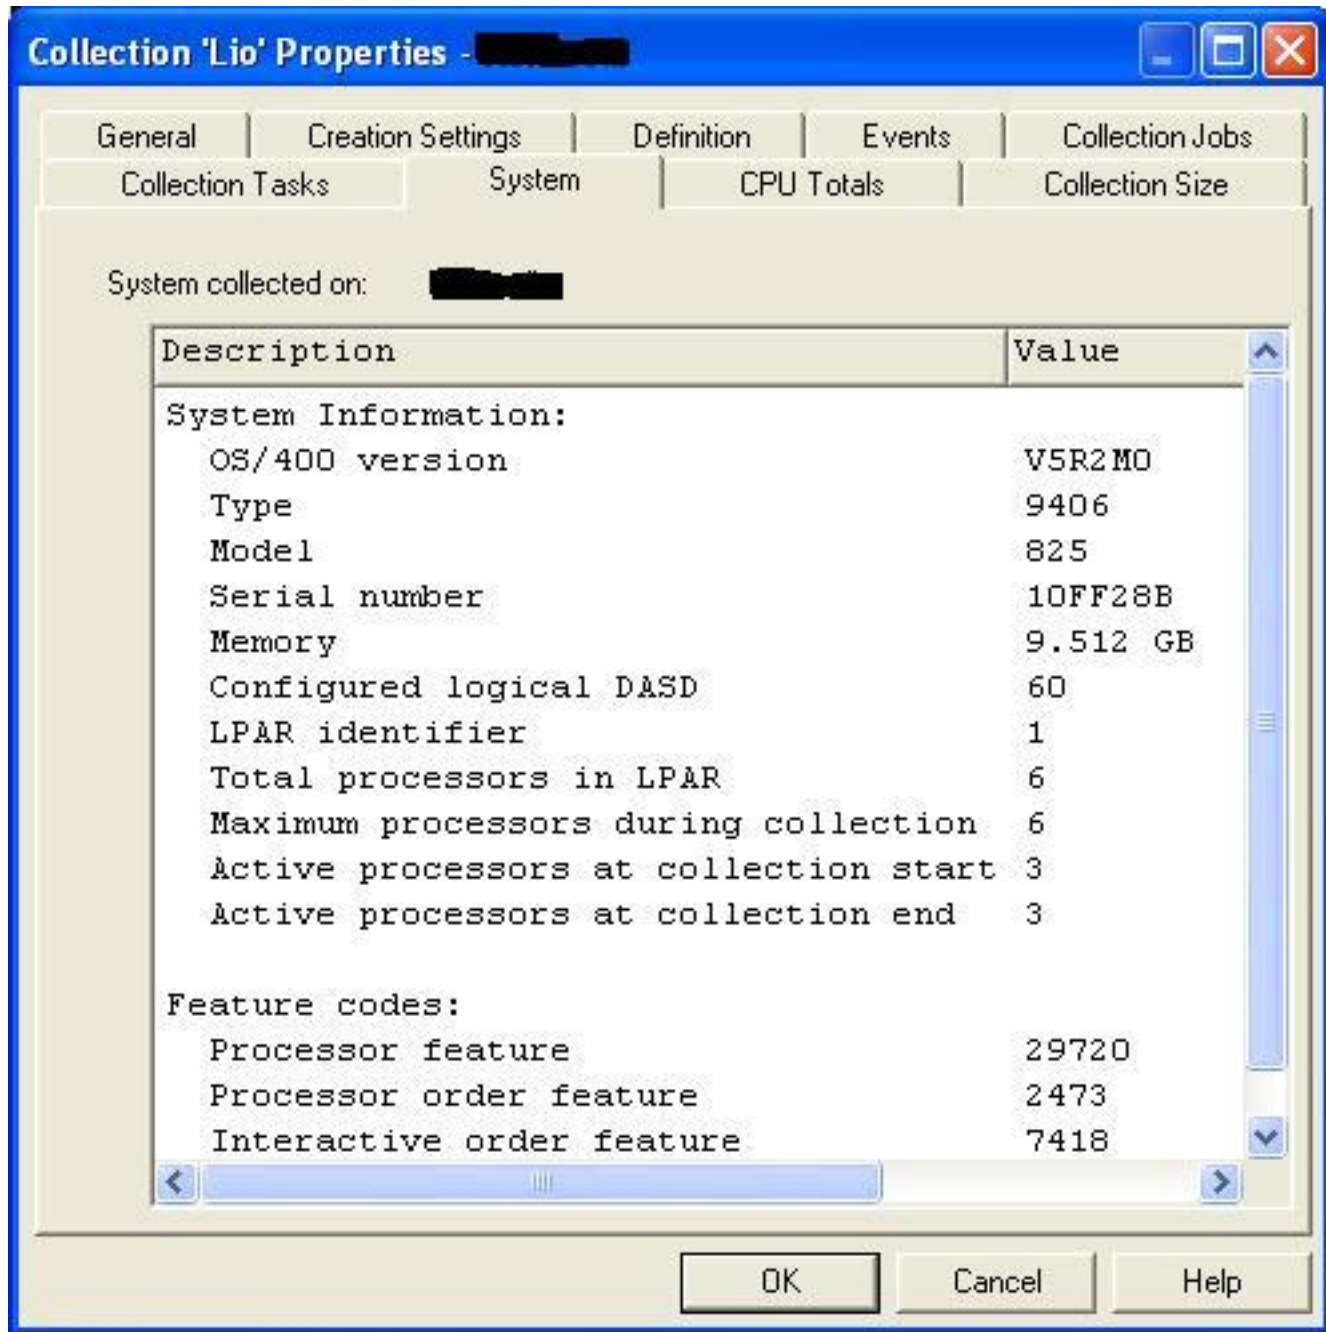 Collection 'Lio' Properties -
General Creation Settings Definition Events Collection Jobs
Collection Tasks System CPU Totals Collection Size
System collected on:
Description Value
System Information:
OS/400 version V5R2M0
Type 9406
Model 825
Serial number 10FF28B
Memory 9.512 GB
Configured logical DASD 60
LPAR identifier 1
Total processors in LPAR 6
Maximum processors during collection 6
Active processors at collection start 3
Active processors at collection end 3
Feature codes:
Processor feature 29720
Processor order feature 2473
Interactive order feature 7418
OK Cancel Help